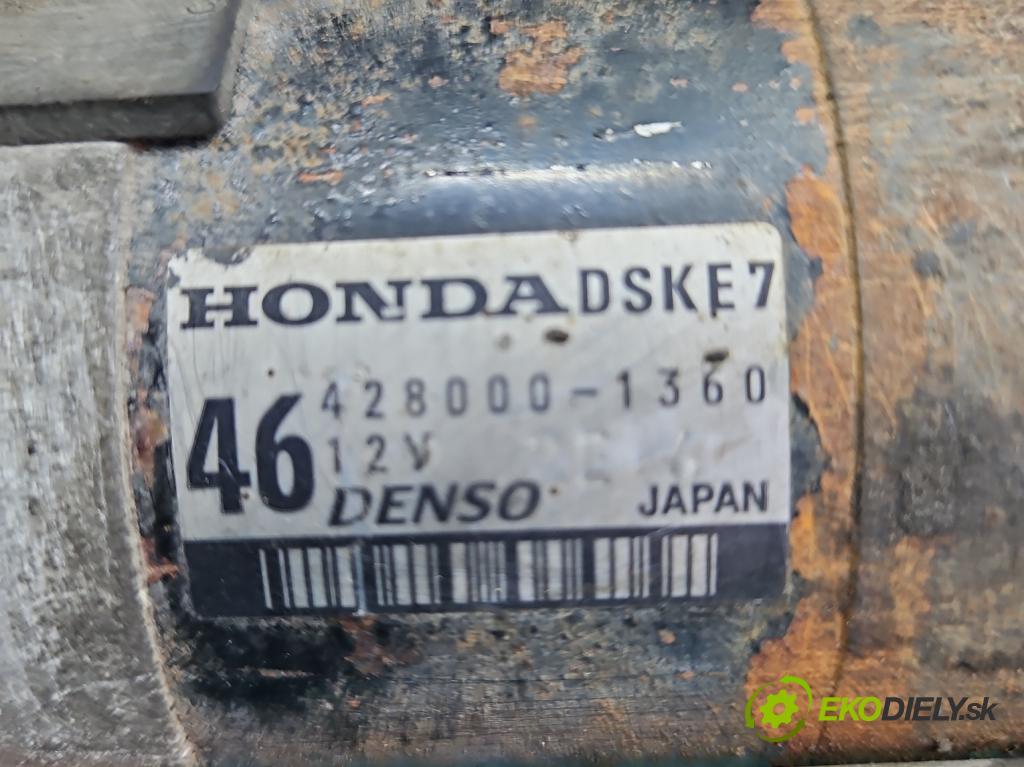 HONDA DSKE7
46 428000-1360
12V
DENSO JAPAN
EKODIELY.sk